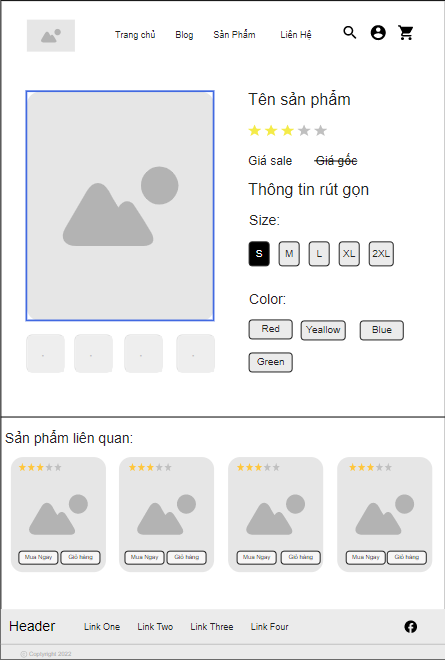 Trang chủ Blog Sản Phẩm Liên Hệ
Tên sản phẩm
Giá sale Giá gốc
Thông tin rút gọn
Size:
S M L XL 2XL
Color:
Red Yeallow Blue
Green
Sản phẩm liên quan:
Mua Ngay Giỏ hàng Mua Ngay Giỏ hàng Mua Ngay Giỏ hàng Mua Ngay Giỏ hàng
Header Link One Link Two Link Three Link Four
© Copyright 2022